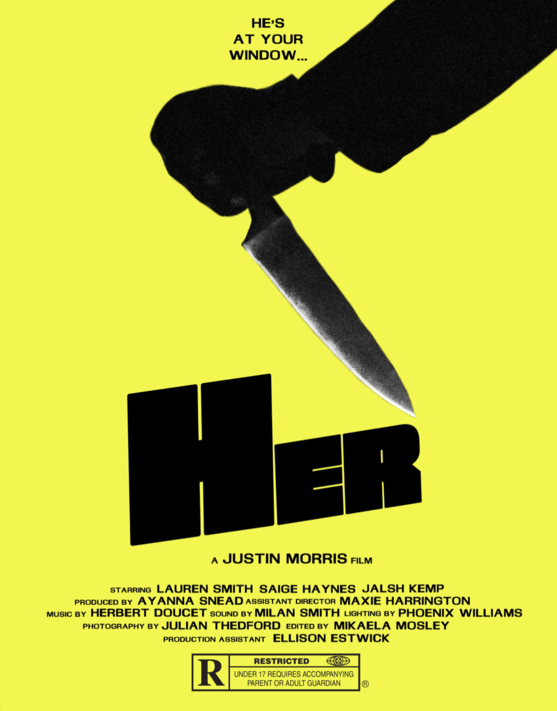 HE'S
AT YOUR
WINDOW...
HER
A JUSTIN MORRIS FILM
STARRING LAUREN SMITH SAIGE HAYNES JALSH KEMP
PRODUCED BY AYANNA SNEAD ASSISTANT DIRECTOR MAXIE HARRINGTON
MUSIC BY HERBERT DOUCET SOUND BY MILAN SMITH LIGHTING BY PHOENIX WILLIAMS
PHOTOGRAPHY BY JULIAN THEDFORD EDITED BY MIKAELA MOSLEY
PRODUCTION ASSISTANT ELLISON ESTWICK
R RESTRICTED
UNDER 17 REQUIRES ACCOMPANYING
PARENT OR ADULT GUARDIAN ®